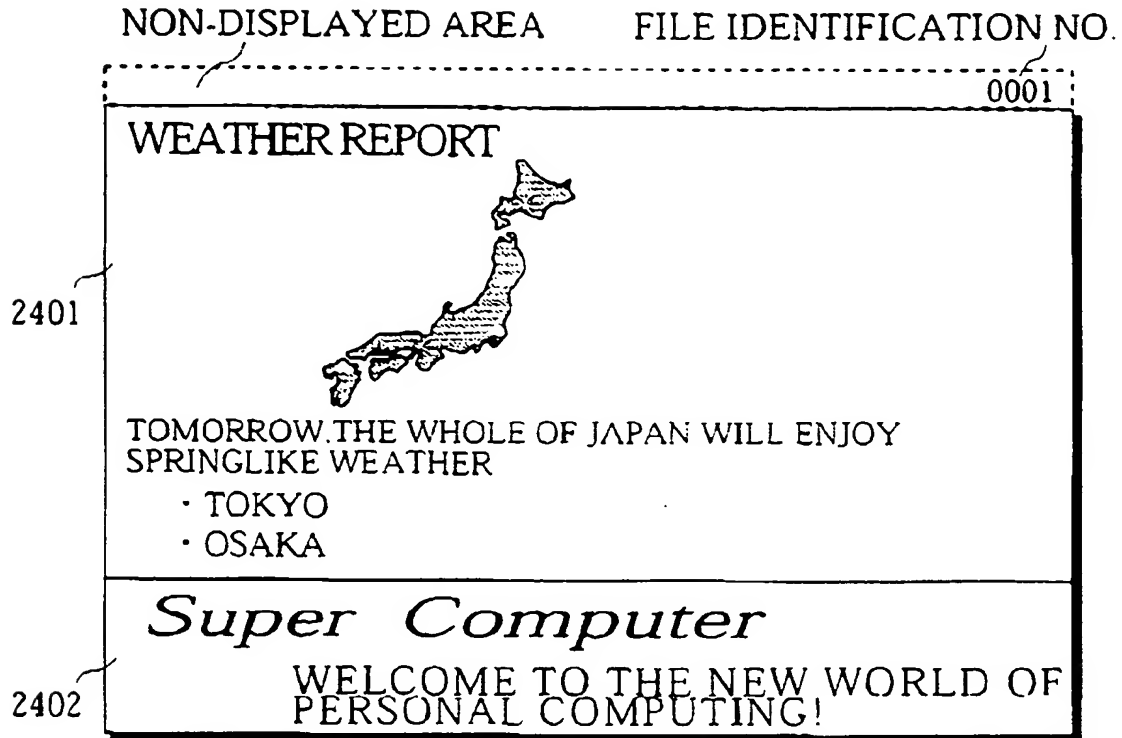 NON-DISPLAYED AREA
FILE IDENTIFICATION NO.
0001
WEATHER REPORT
2401
TOMORROW.THE WHOLE OF JAPAN WILL ENJOY
SPRINGLIKE WEATHER
· TOKYO
· OSAKA
Super Computer
2402
WELCOME TO THE NEW WORLD OF
PERSONAL COMPUTING!